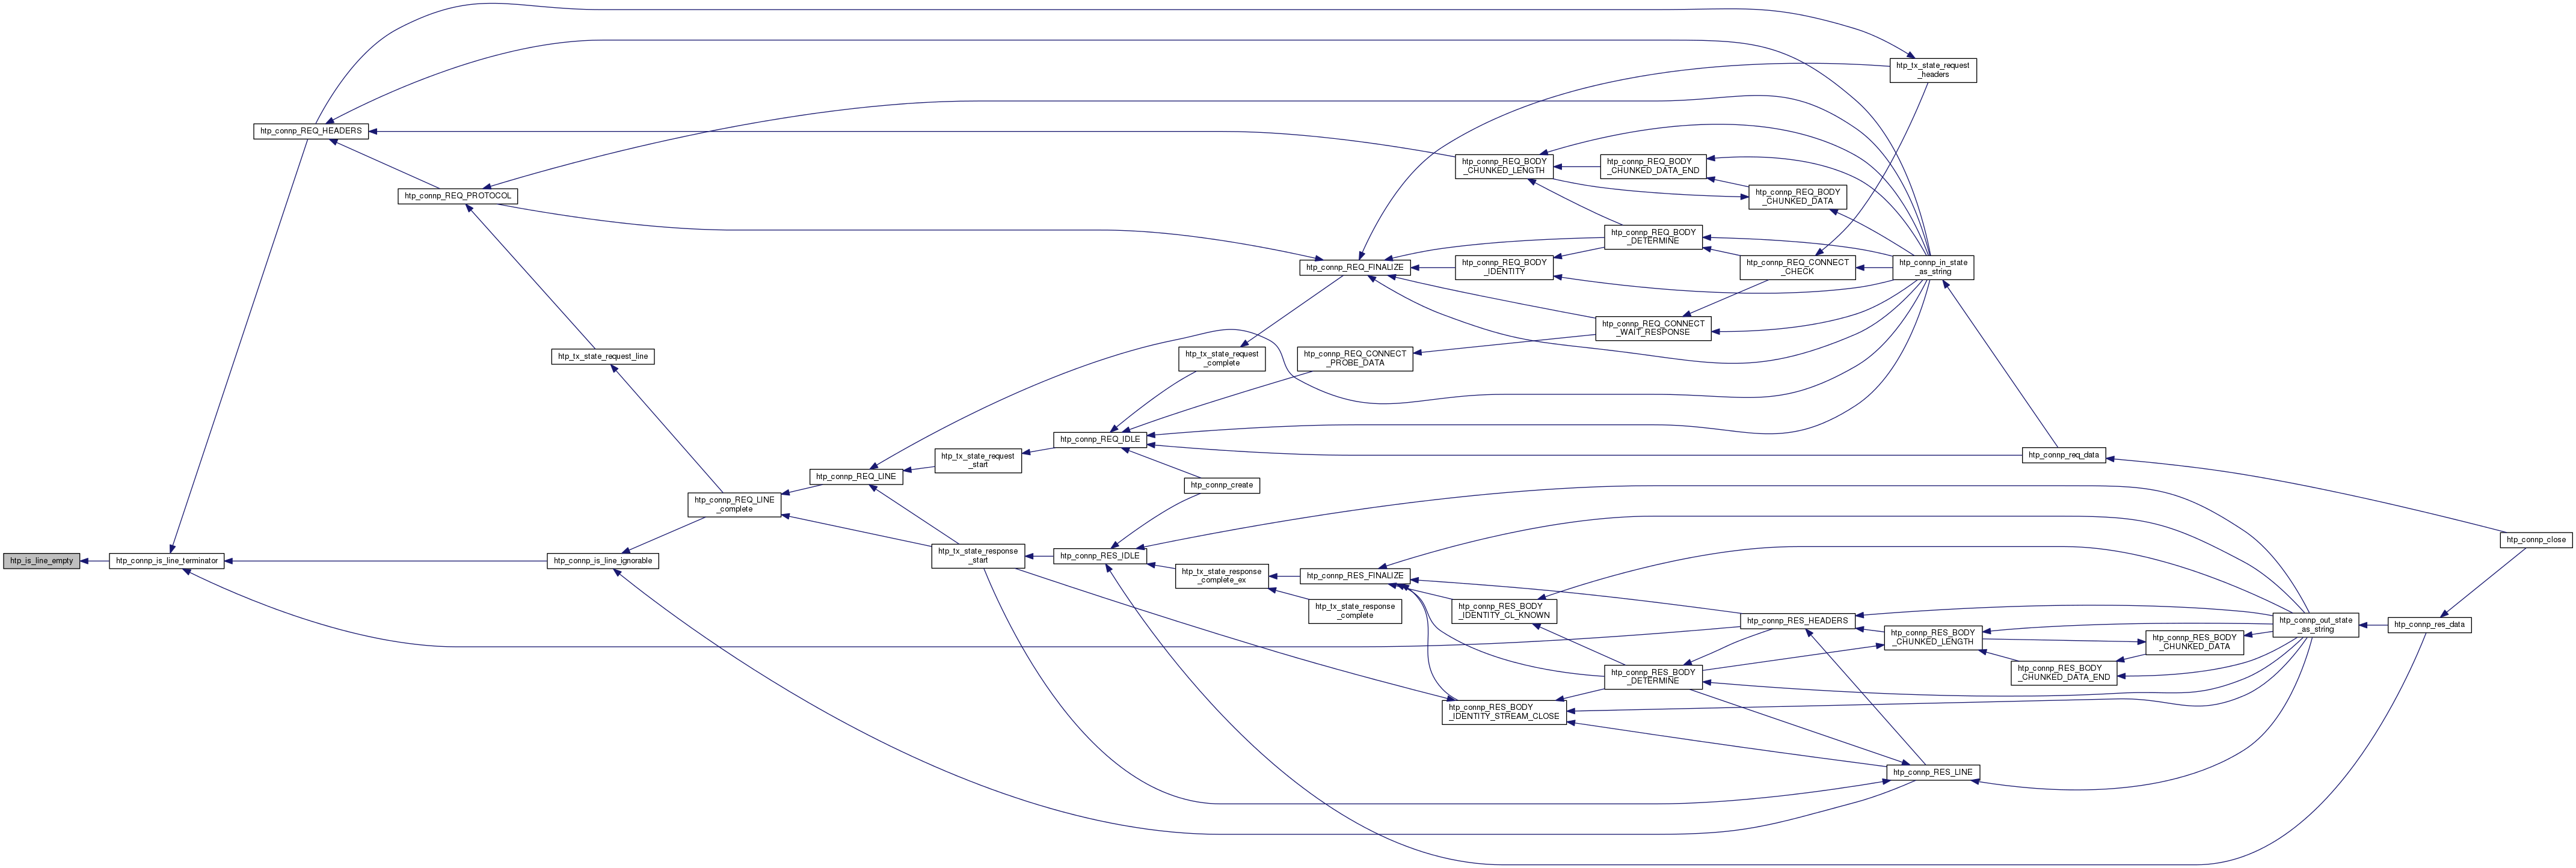 htp_is_line_empty
htp_connp_is_line_terminator
htp_connp_REQ_HEADERS
htp_connp_REQ_PROTOCOL
htp_tx_state_request_line
htp_connp_is_line_ignorable
htp_connp_REQ_LINE
_complete
htp_connp_REQ_LINE
htp_tx_state_request
_start
htp_tx_state_response
_start
htp_connp_REQ_IDLE
htp_connp_RES_IDLE
htp_tx_state_request
_complete
htp_connp_create
htp_tx_state_response
_complete_ex
htp_connp_REQ_FINALIZE
htp_connp_REQ_CONNECT
_PROBE_DATA
htp_connp_RES_FINALIZE
htp_tx_state_response
_complete
htp_connp_REQ_BODY
_CHUNKED_LENGTH
htp_connp_REQ_BODY
_IDENTITY
htp_connp_RES_BODY
_IDENTITY_CL_KNOWN
htp_connp_RES_BODY
_IDENTITY_STREAM_CLOSE
htp_connp_REQ_BODY
_CHUNKED_DATA_END
htp_connp_REQ_BODY
_DETERMINE
htp_connp_REQ_CONNECT
_WAIT_RESPONSE
htp_connp_RES_BODY
_DETERMINE
htp_connp_REQ_BODY
_CHUNKED_DATA
htp_connp_REQ_CONNECT
_CHECK
htp_connp_RES_HEADERS
htp_tx_state_request
_headers
htp_connp_in_state
_as_string
htp_connp_RES_BODY
_CHUNKED_LENGTH
htp_connp_RES_LINE
htp_connp_req_data
htp_connp_RES_BODY
_CHUNKED_DATA_END
htp_connp_RES_BODY
_CHUNKED_DATA
htp_connp_out_state
_as_string
htp_connp_res_data
htp_connp_close